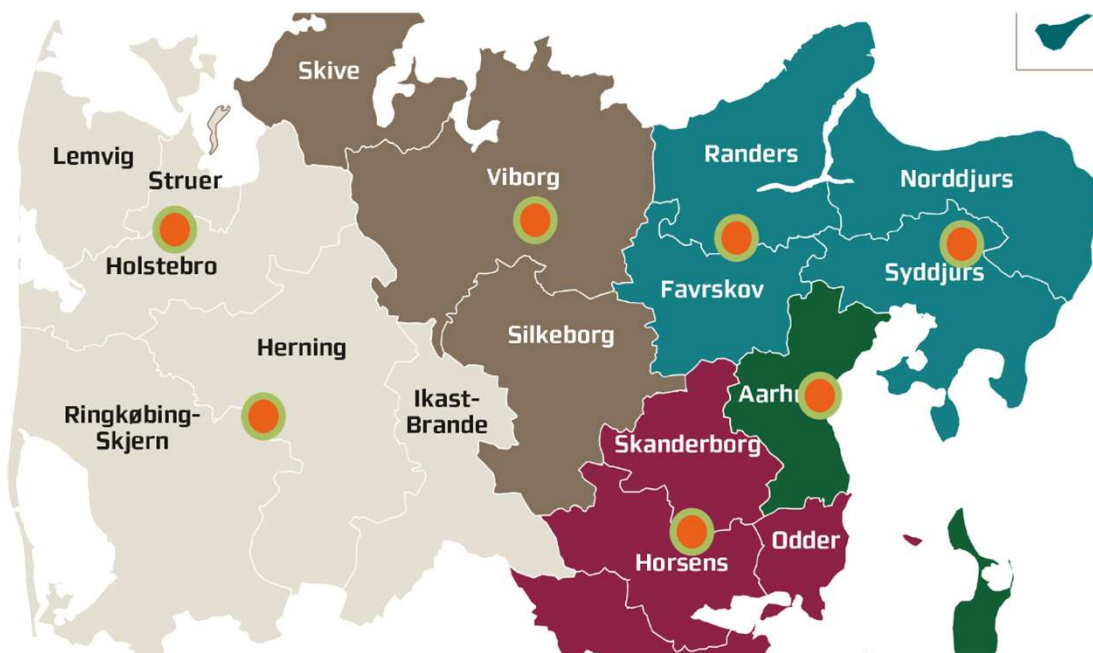 Skive
Lemvig
Struer
Viborg
Randers
Norddjurs
Holstebro
Favrskov
Syddjurs
Herning
Silkeborg
Ringkøbing-
Skjern
Ikast-
Brande
Skanderborg
Horsens
Odder